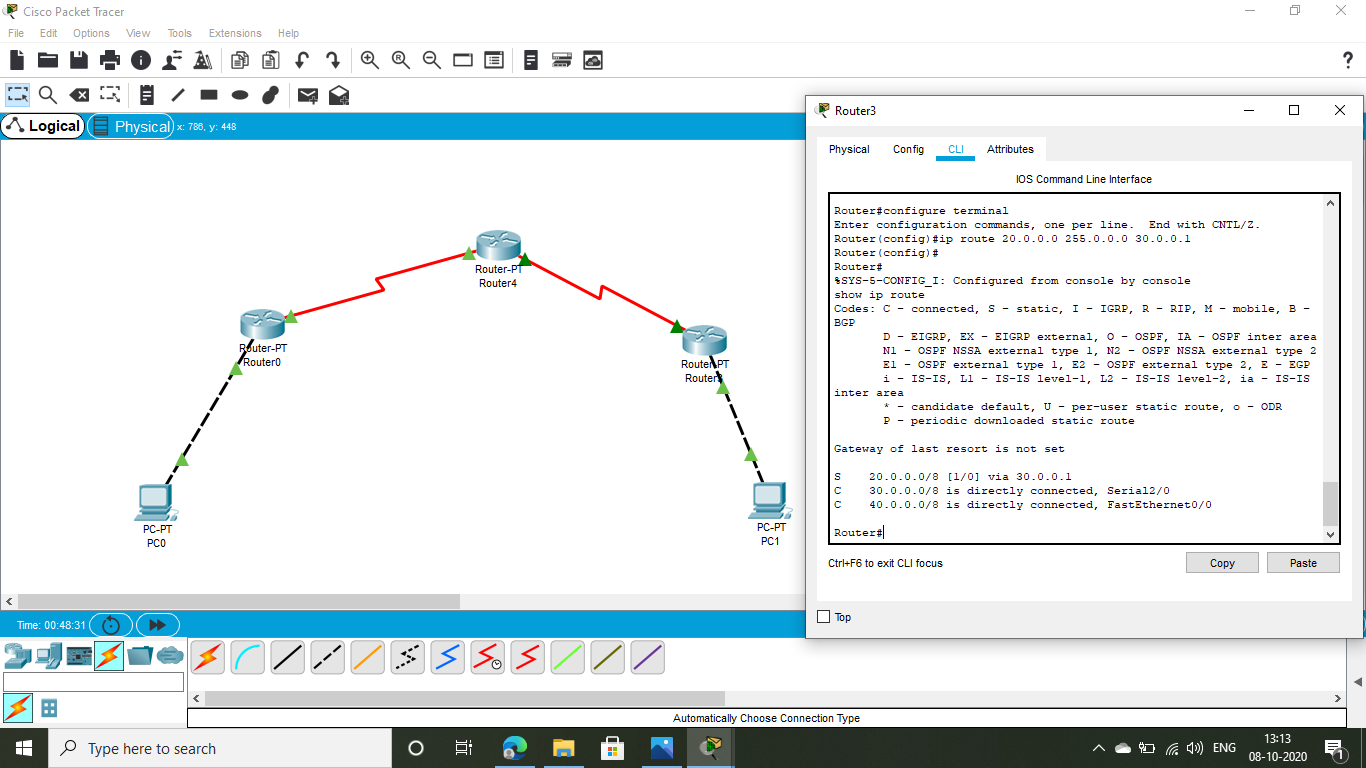 Cisco Packet Tracer
File Edit Options View Tools Extensions Help
Logical Physical x: 786, y: 448
Router-PT
Router4
Router-PT
Router0
Router-PT
PC-PT
PC0
PC-PT
PC1
Router3
Physical Config CLI Attributes
IOS Command Line Interface
Router#configure terminal
Enter configuration commands, one per line.  End with CNTL/Z.
Router(config)#ip route 20.0.0.0 255.0.0.0 30.0.0.1
Router(config)#
Router#
%SYS-5-CONFIG_I: Configured from console by console
show ip route
Codes: C - connected, S - static, I - IGRP, R - RIP, M - mobile, B -
BGP
D - EIGRP, EX - EIGRP external, O - OSPF, IA - OSPF inter area
N1 - OSPF NSSA external type 1, N2 - OSPF NSSA external type 2
E1 - OSPF external type 1, E2 - OSPF external type 2, E - EGP
i - IS-IS, L1 - IS-IS level-1, L2 - IS-IS level-2, ia - IS-IS
inter area
* - candidate default, U - per-user static route, o - ODR
P - periodic downloaded static route
Gateway of last resort is not set
S    20.0.0.0/8 [1/0] via 30.0.0.1
C    30.0.0.0/8 is directly connected, Serial2/0
C    40.0.0.0/8 is directly connected, FastEthernet0/0
Router#
Ctrl+F6 to exit CLI focus
Copy Paste
Top
Time: 00:48:31
Automatically Choose Connection Type
Type here to search
ENG
13:13
08-10-2020
1